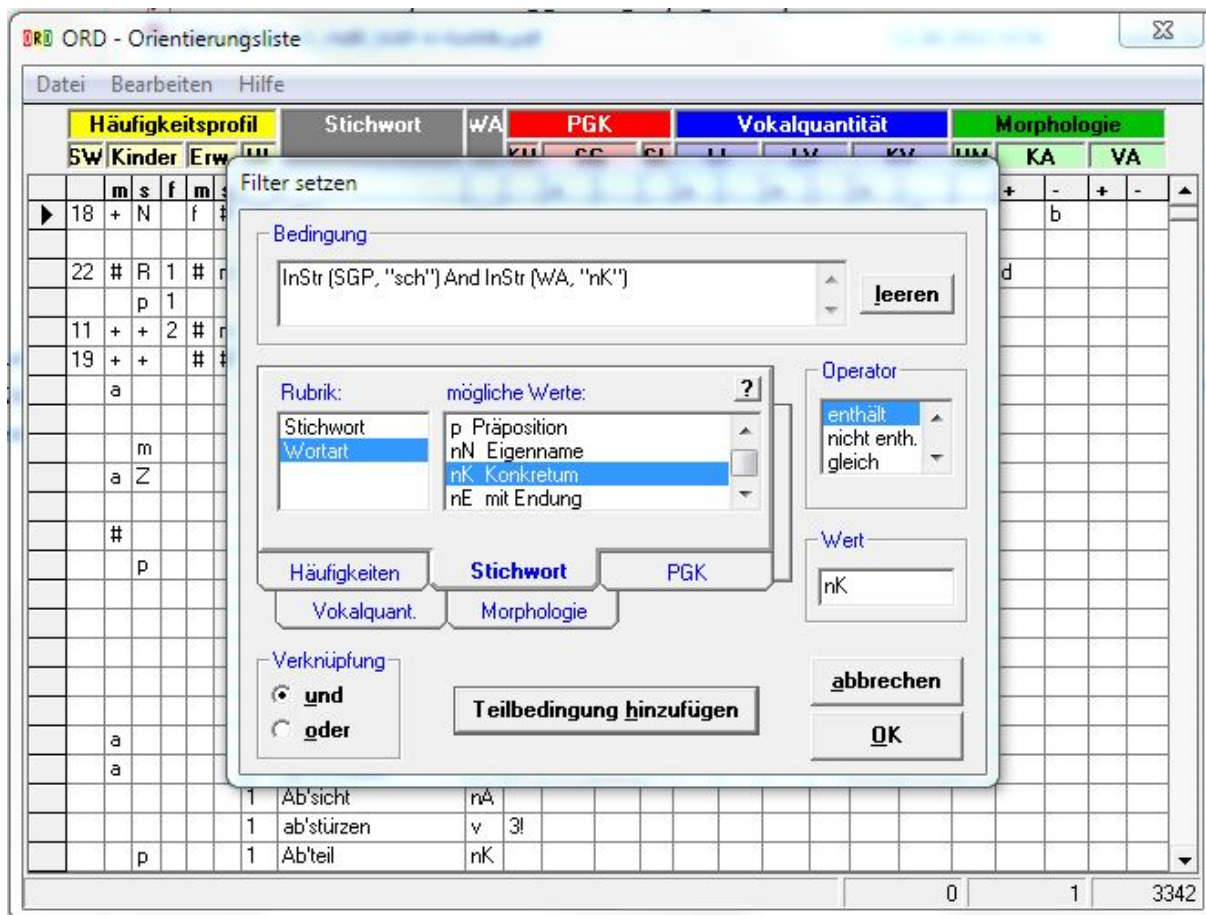 ORD ORD - Orientierungsliste
Datei Bearbeiten Hilfe
Häufigkeitsprofil Stichwort WA PGK Vokalquantität Morphologie
SW Kinder Erw. KA VA
m s f m + - + -
18 + N f b
22 # R 1 # d
p 1
11 + + 2 #
19 + + #
a
m
a Z
#
p
a
a
Filter setzen
Bedingung
InStr (SGP, "sch") And InStr (WA, "nK")
leeren
Rubrik: mögliche Werte: ?
Stichwort
Wortart
p Präposition
nN Eigenname
nK Konkretum
nE mit Endung
Operator
enthält
nicht enth.
gleich
Häufigkeiten Stichwort PGK
Vokalquant. Morphologie
Wert
nK
Verknüpfung
und
oder
Teilbedingung hinzufügen
abbrechen
OK
1 Ab'sicht nA
1 ab'stürzen v 3!
p 1 Ab'teil nK
0 1 3342